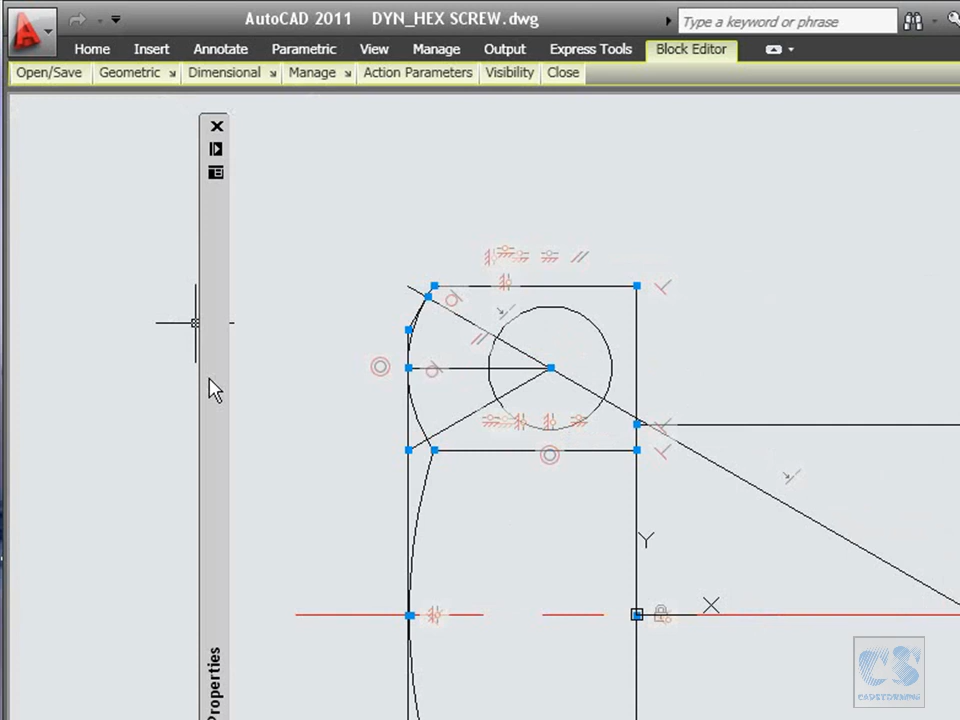 AutoCAD 2011 DYN_HEX SCREW.dwg
Type a keyword or phrase
Home Insert Annotate Parametric View Manage Output Express Tools Block Editor
Open/Save Geometric Dimensional Manage Action Parameters Visibility Close
Y
X
Properties
CS